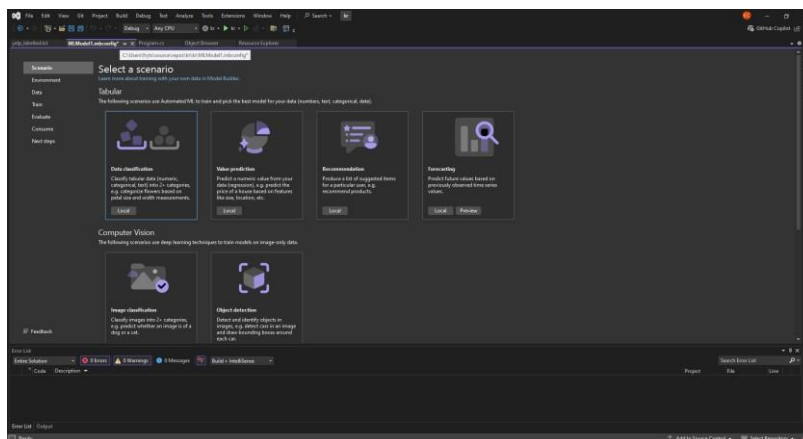 File Edit View Git Project Build Debug Test Analyze Tools Extensions Window Help Search
Debug Any CPU
GitHub Copilot
yelp_labelled.txt MLModel1.mbconfig* Program.cs Object Browser Resource Explorer
Scenario
Environment
Data
Train
Evaluate
Consume
Next steps
Feedback
Select a scenario
Learn more about training with your own data in Model Builder.
Tabular
The following scenarios use Automated ML to train and pick the best model for your data (numbers, text, categorical, date).
Data classification
Classify tabular data (numeric,
categorical, text) into 2+ categories,
e.g. categorize flowers based on
petal size and width measurements.
Local
Value prediction
Predict a numeric value from your
data (regression), e.g. predict the
price of a house based on features
like size, location, etc.
Local
Recommendation
Produce a list of suggested items
for a particular user, e.g.
recommend products.
Local
Forecasting
Predict future values based on
previously observed time series
values.
Local Preview
Computer Vision
The following scenarios use deep learning techniques to train models on image-only data.
Image classification
Classify images into 2+ categories,
e.g. predict whether an image is of a
dog or a cat.
Object detection
Detect and identify objects in
images, e.g. detect cars in an image
and draw bounding boxes around
each car.
Error List
Entire Solution 0 Errors 0 Warnings 0 Messages Build + IntelliSense Search Error List
Code Description Project File Line
Error List Output
Ready Add to Source Control Select Repository